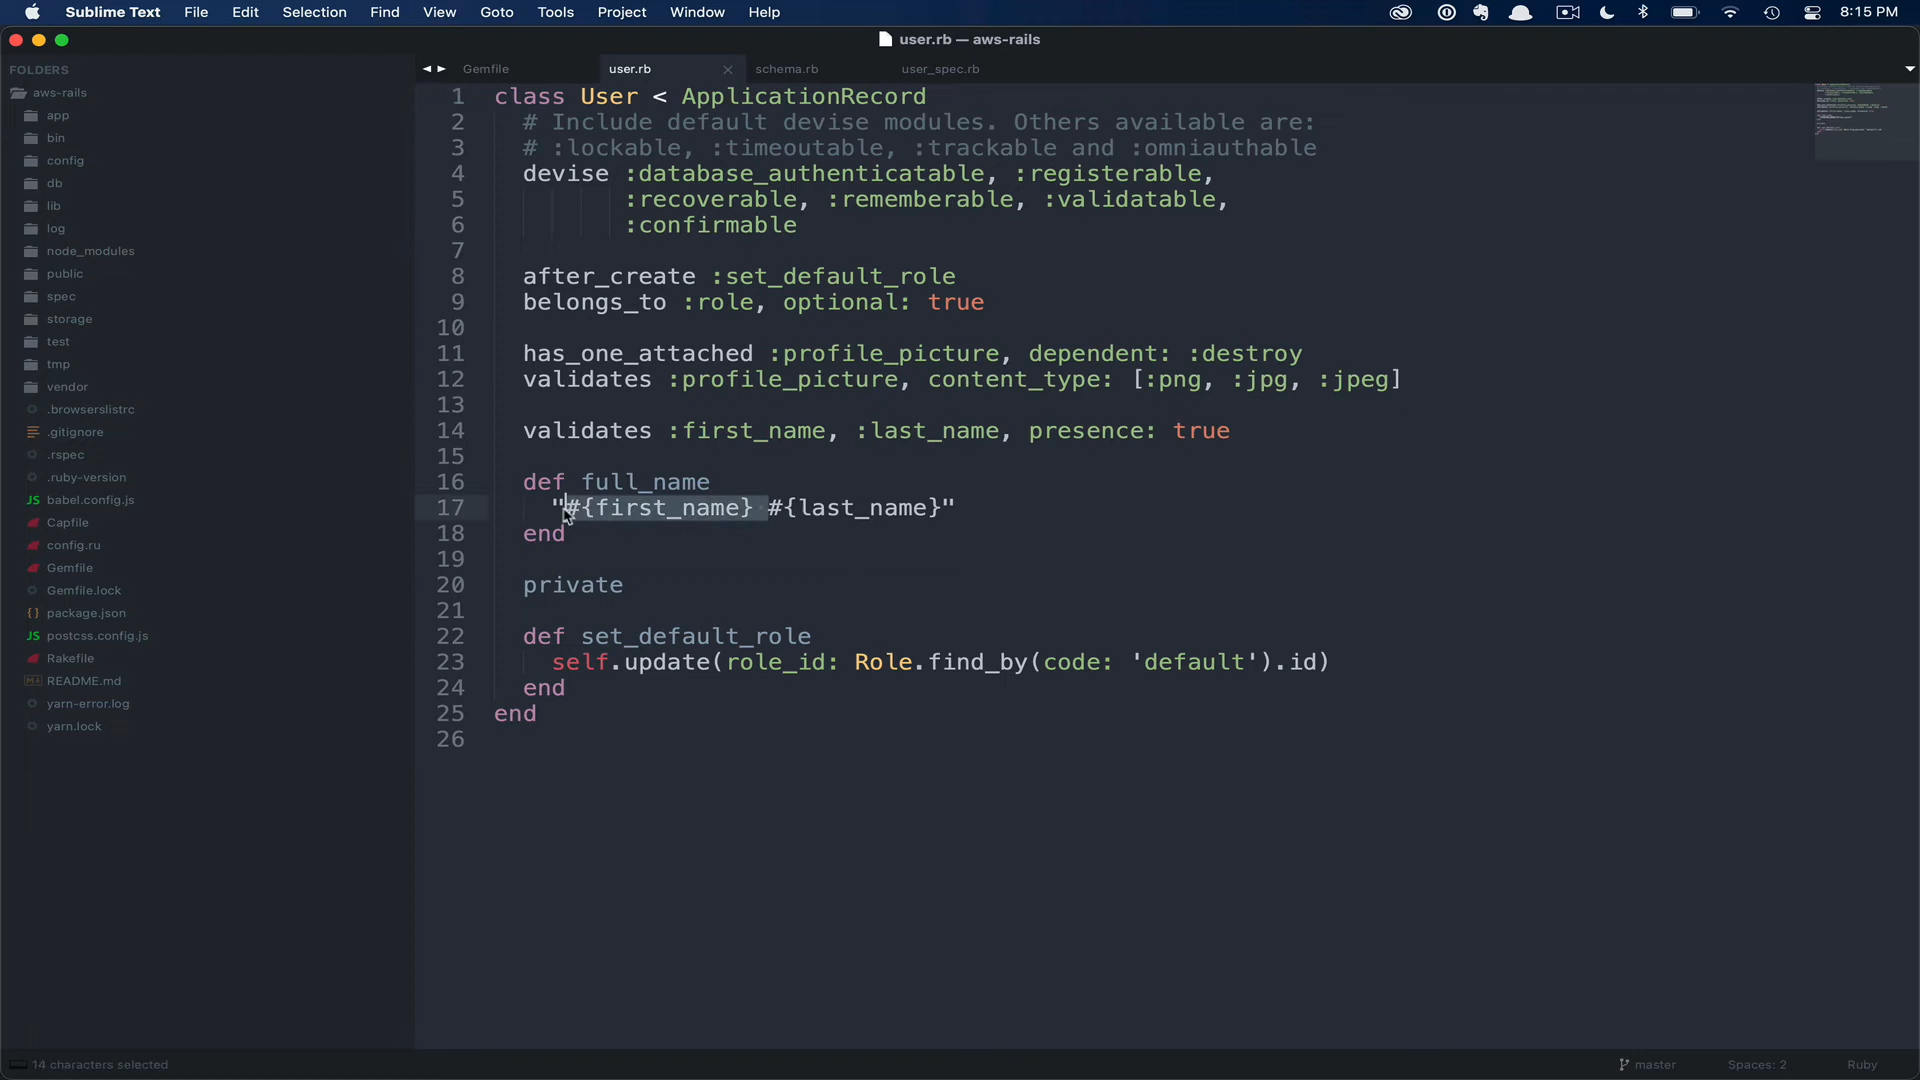 Sublime Text File Edit Selection Find View Goto Tools Project Window Help 8:15 PM
user.rb — aws-rails
FOLDERS
aws-rails
app
bin
config
db
lib
log
node_modules
public
spec
storage
test
tmp
vendor
.browserslistrc
.gitignore
.rspec
.ruby-version
JS babel.config.js
Capfile
config.ru
Gemfile
Gemfile.lock
{} package.json
JS postcss.config.js
Rakefile
README.md
yarn-error.log
yarn.lock
Gemfile user.rb schema.rb user_spec.rb
1 class User < ApplicationRecord
2 # Include default devise modules. Others available are:
3 # :lockable, :timeoutable, :trackable and :omniauthable
4 devise :database_authenticatable, :registerable,
5 :recoverable, :rememberable, :validatable,
6 :confirmable
7
8 after_create :set_default_role
9 belongs_to :role, optional: true
10
11 has_one_attached :profile_picture, dependent: :destroy
12 validates :profile_picture, content_type: [:png, :jpg, :jpeg]
13
14 validates :first_name, :last_name, presence: true
15
16 def full_name
17 "#{first_name} #{last_name}"
18 end
19
20 private
21
22 def set_default_role
23 self.update(role_id: Role.find_by(code: 'default').id)
24 end
25 end
26
14 characters selected master Spaces: 2 Ruby